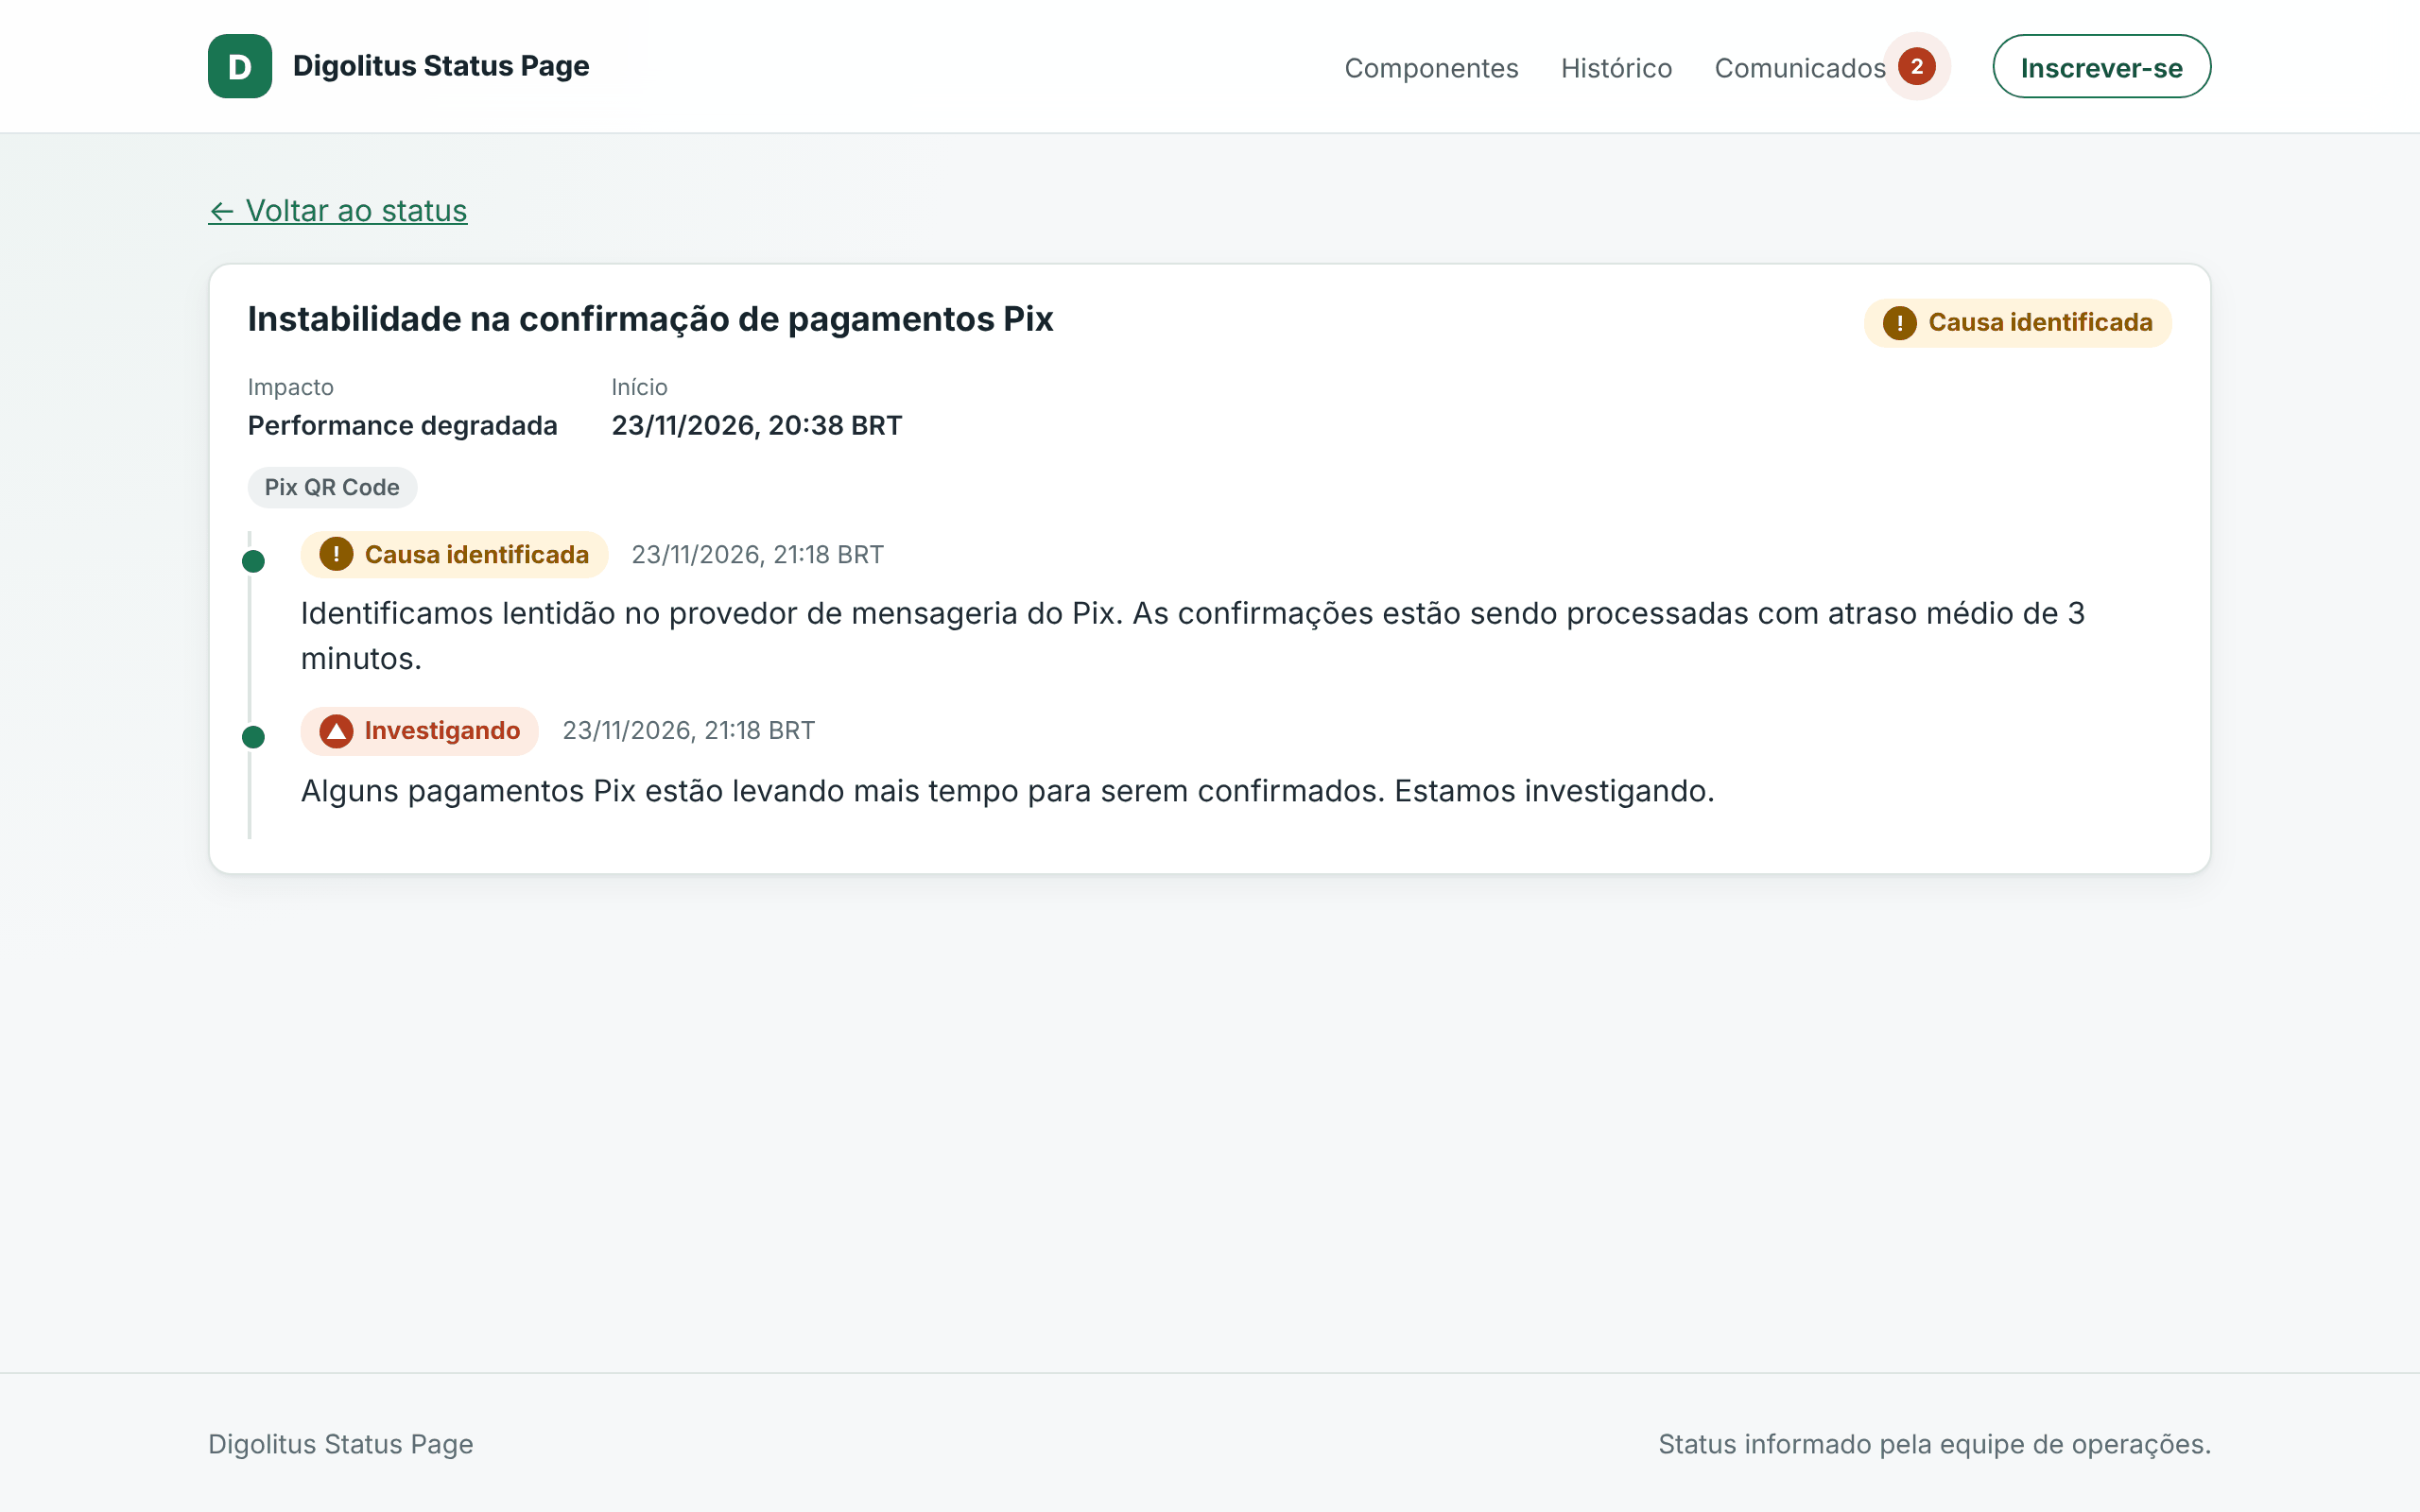 D
Digolitus Status Page
Componentes
Histórico
Comunicados
2
Inscrever-se
← Voltar ao status
Instabilidade na confirmação de pagamentos Pix
! Causa identificada
Impacto
Performance degradada
Início
23/11/2026, 20:38 BRT
Pix QR Code
! Causa identificada
23/11/2026, 21:18 BRT
Identificamos lentidão no provedor de mensageria do Pix. As confirmações estão sendo processadas com atraso médio de 3
minutos.
Investigando
23/11/2026, 21:18 BRT
Alguns pagamentos Pix estão levando mais tempo para serem confirmados. Estamos investigando.
Digolitus Status Page
Status informado pela equipe de operações.